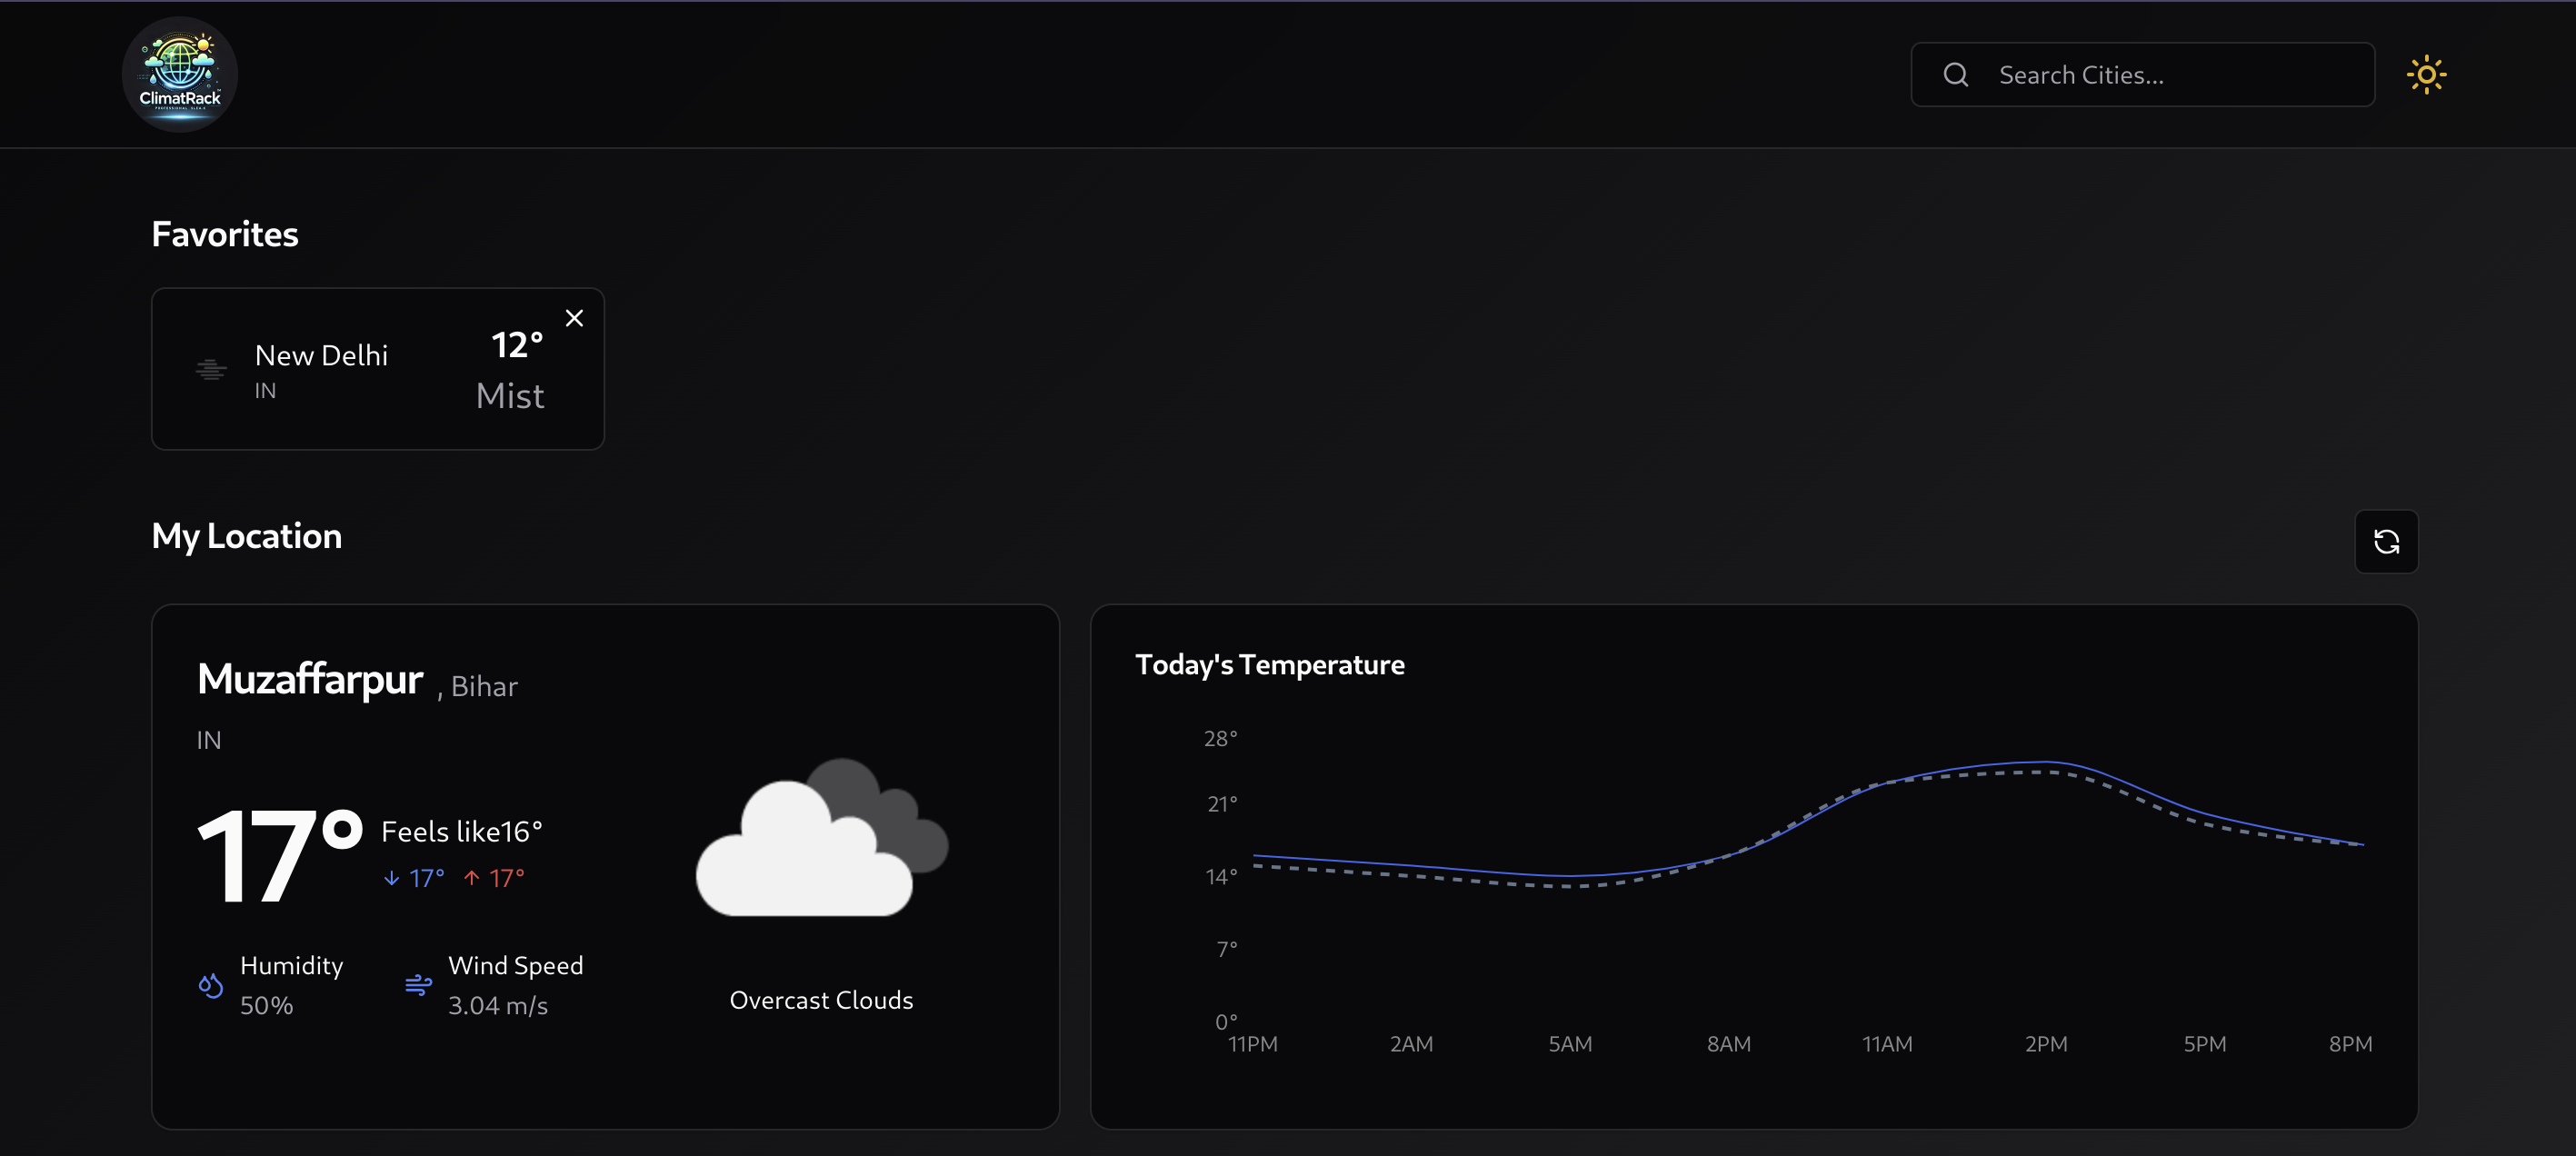 ClimatRack
Search Cities...
Favorites
New Delhi
IN
12°
Mist
My Location
Muzaffarpur , Bihar
IN
17°
Feels like16°
↓ 17° ↑ 17°
Humidity
50%
Wind Speed
3.04 m/s
Overcast Clouds
Today's Temperature
28°
21°
14°
7°
0°
11PM 2AM 5AM 8AM 11AM 2PM 5PM 8PM